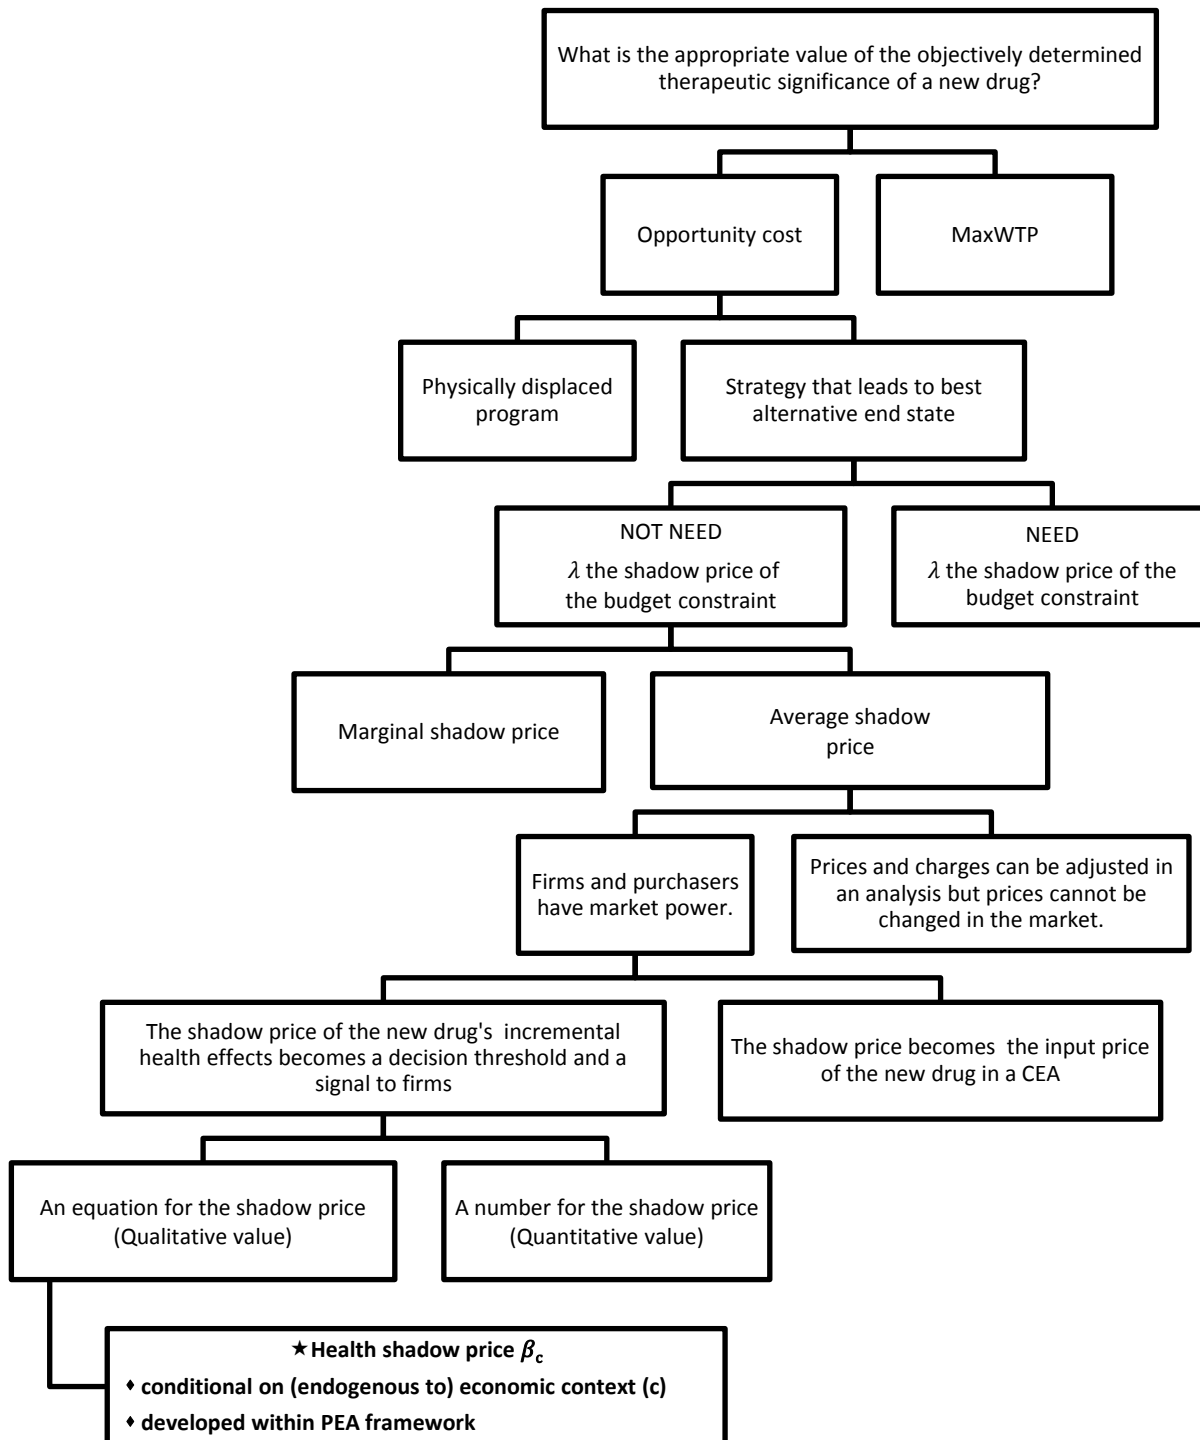 What is the appropriate value of the objectively determined
therapeutic significance of a new drug?
Opportunity cost
MaxWTP
Physically displaced
program
Strategy that leads to best
alternative end state
NOT NEED
λ the shadow price of
the budget constraint
NEED
λ the shadow price of the
budget constraint
Marginal shadow price
Average shadow
price
Firms and purchasers
have market power.
Prices and charges can be adjusted in
an analysis but prices cannot be
changed in the market.
The shadow price of the new drug's incremental
health effects becomes a decision threshold and a
signal to firms
The shadow price becomes the input price
of the new drug in a CEA
An equation for the shadow price
(Qualitative value)
A number for the shadow price
(Quantitative value)
★Health shadow price βc
♦ conditional on (endogenous to) economic context (c)
♦ developed within PEA framework